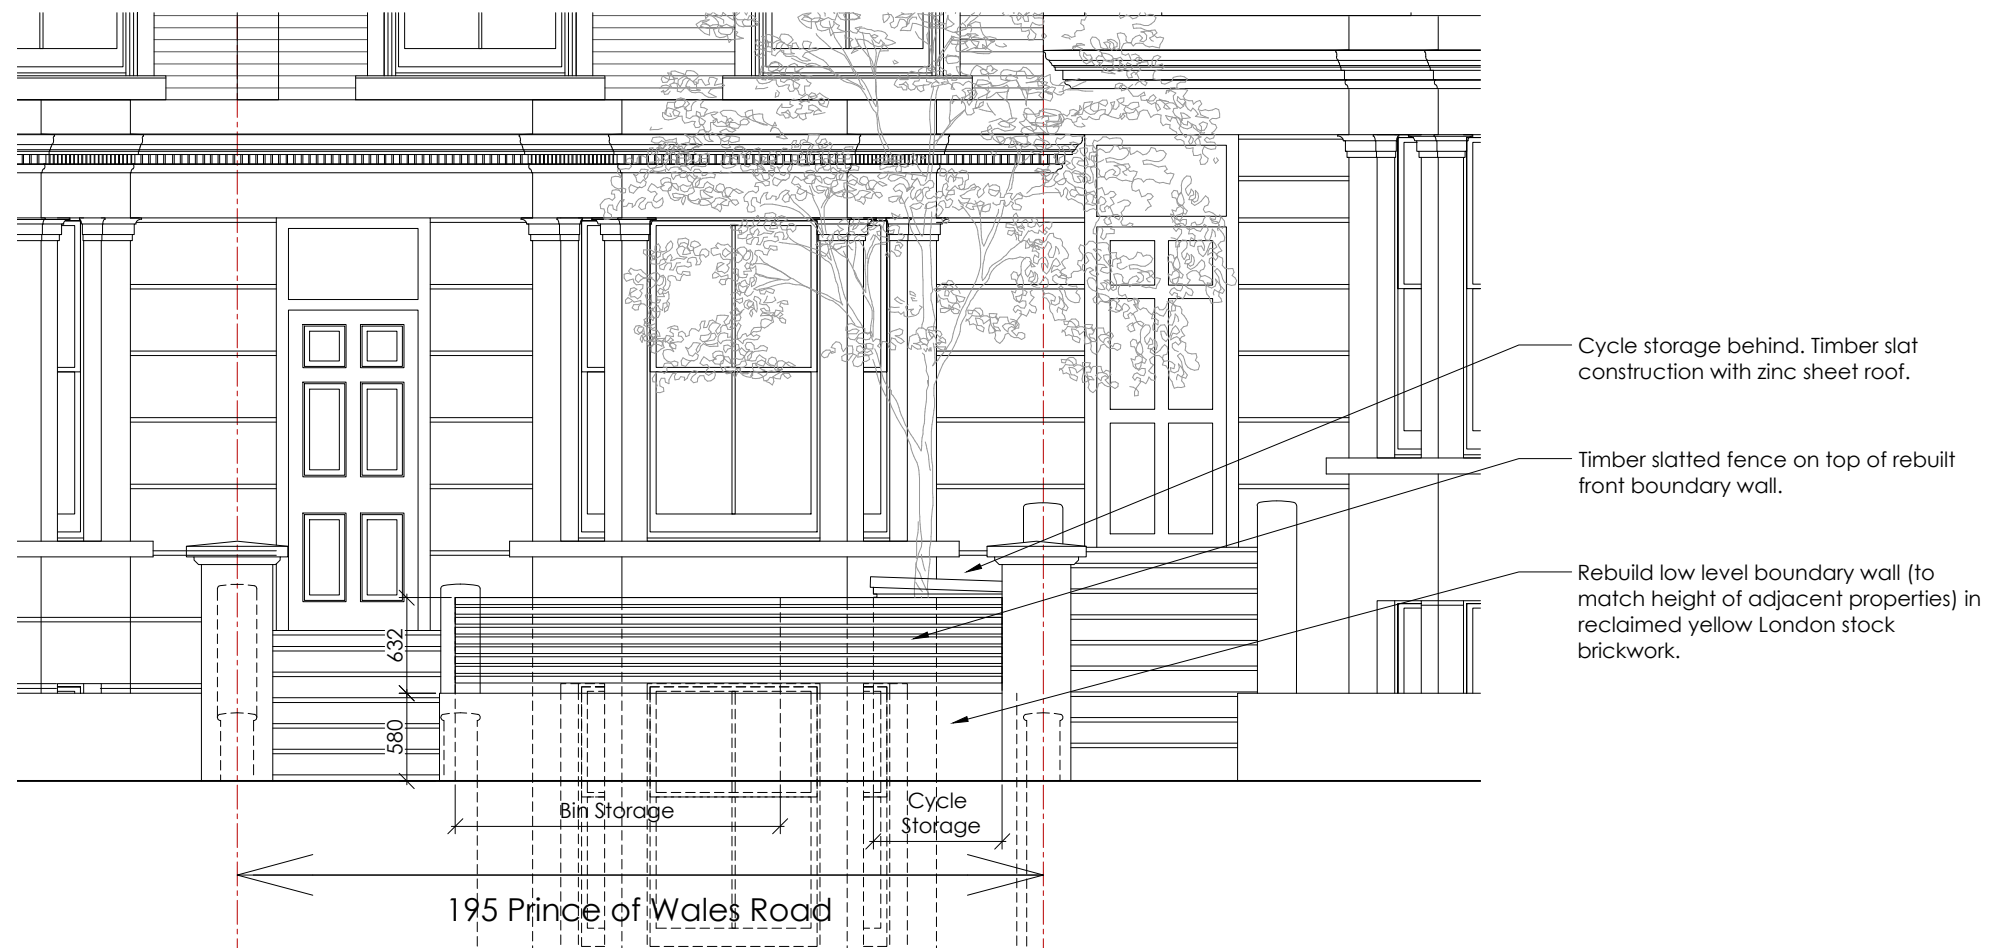 Cycle storage behind. Timber slat
construction with zinc sheet roof.
Timber slatted fence on top of rebuilt
front boundary wall.
Rebuild low level boundary wall (to
match height of adjacent properties) in
reclaimed yellow London stock
brickwork.
632
580
Bin Storage
Cycle
Storage
195 Prince of Wales Road